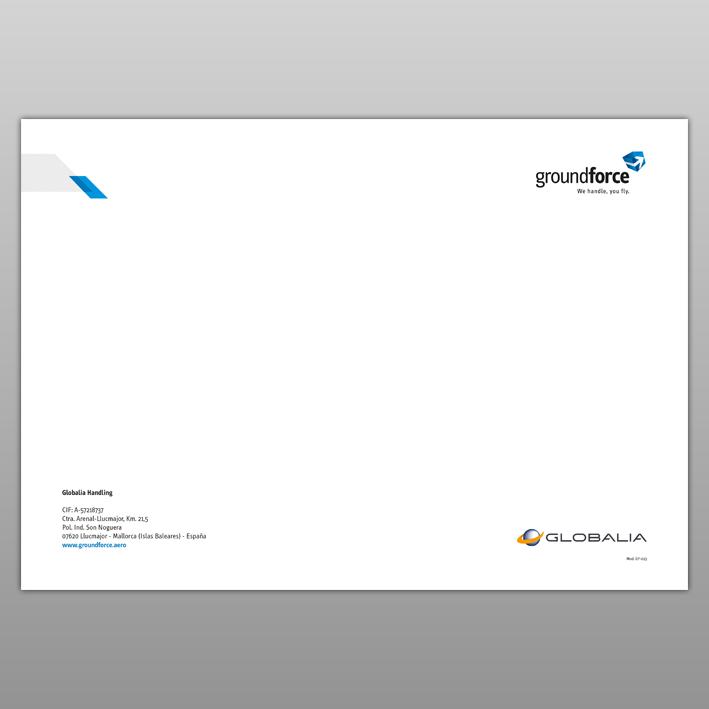 groundforce
We handle, you fly.
Globalia Handling
CIF: A-57218737
Ctra. Arenal-Llucmajor, Km. 21,5
Pol. Ind. Son Noguera
07620 Llucmajor - Mallorca (Islas Baleares) - España
www.groundforce.aero
GLOBALIA
Mod.